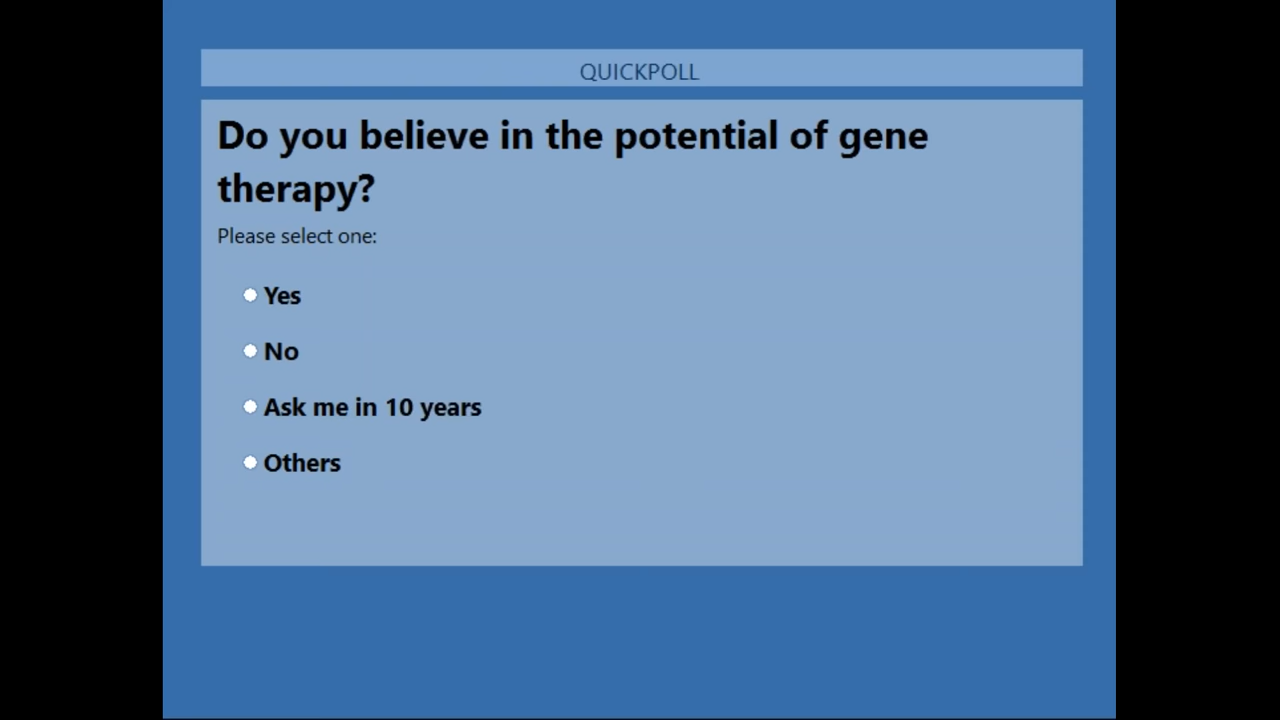 QUICKPOLL
Do you believe in the potential of gene
therapy?
Please select one:
Yes
No
Ask me in 10 years
Others